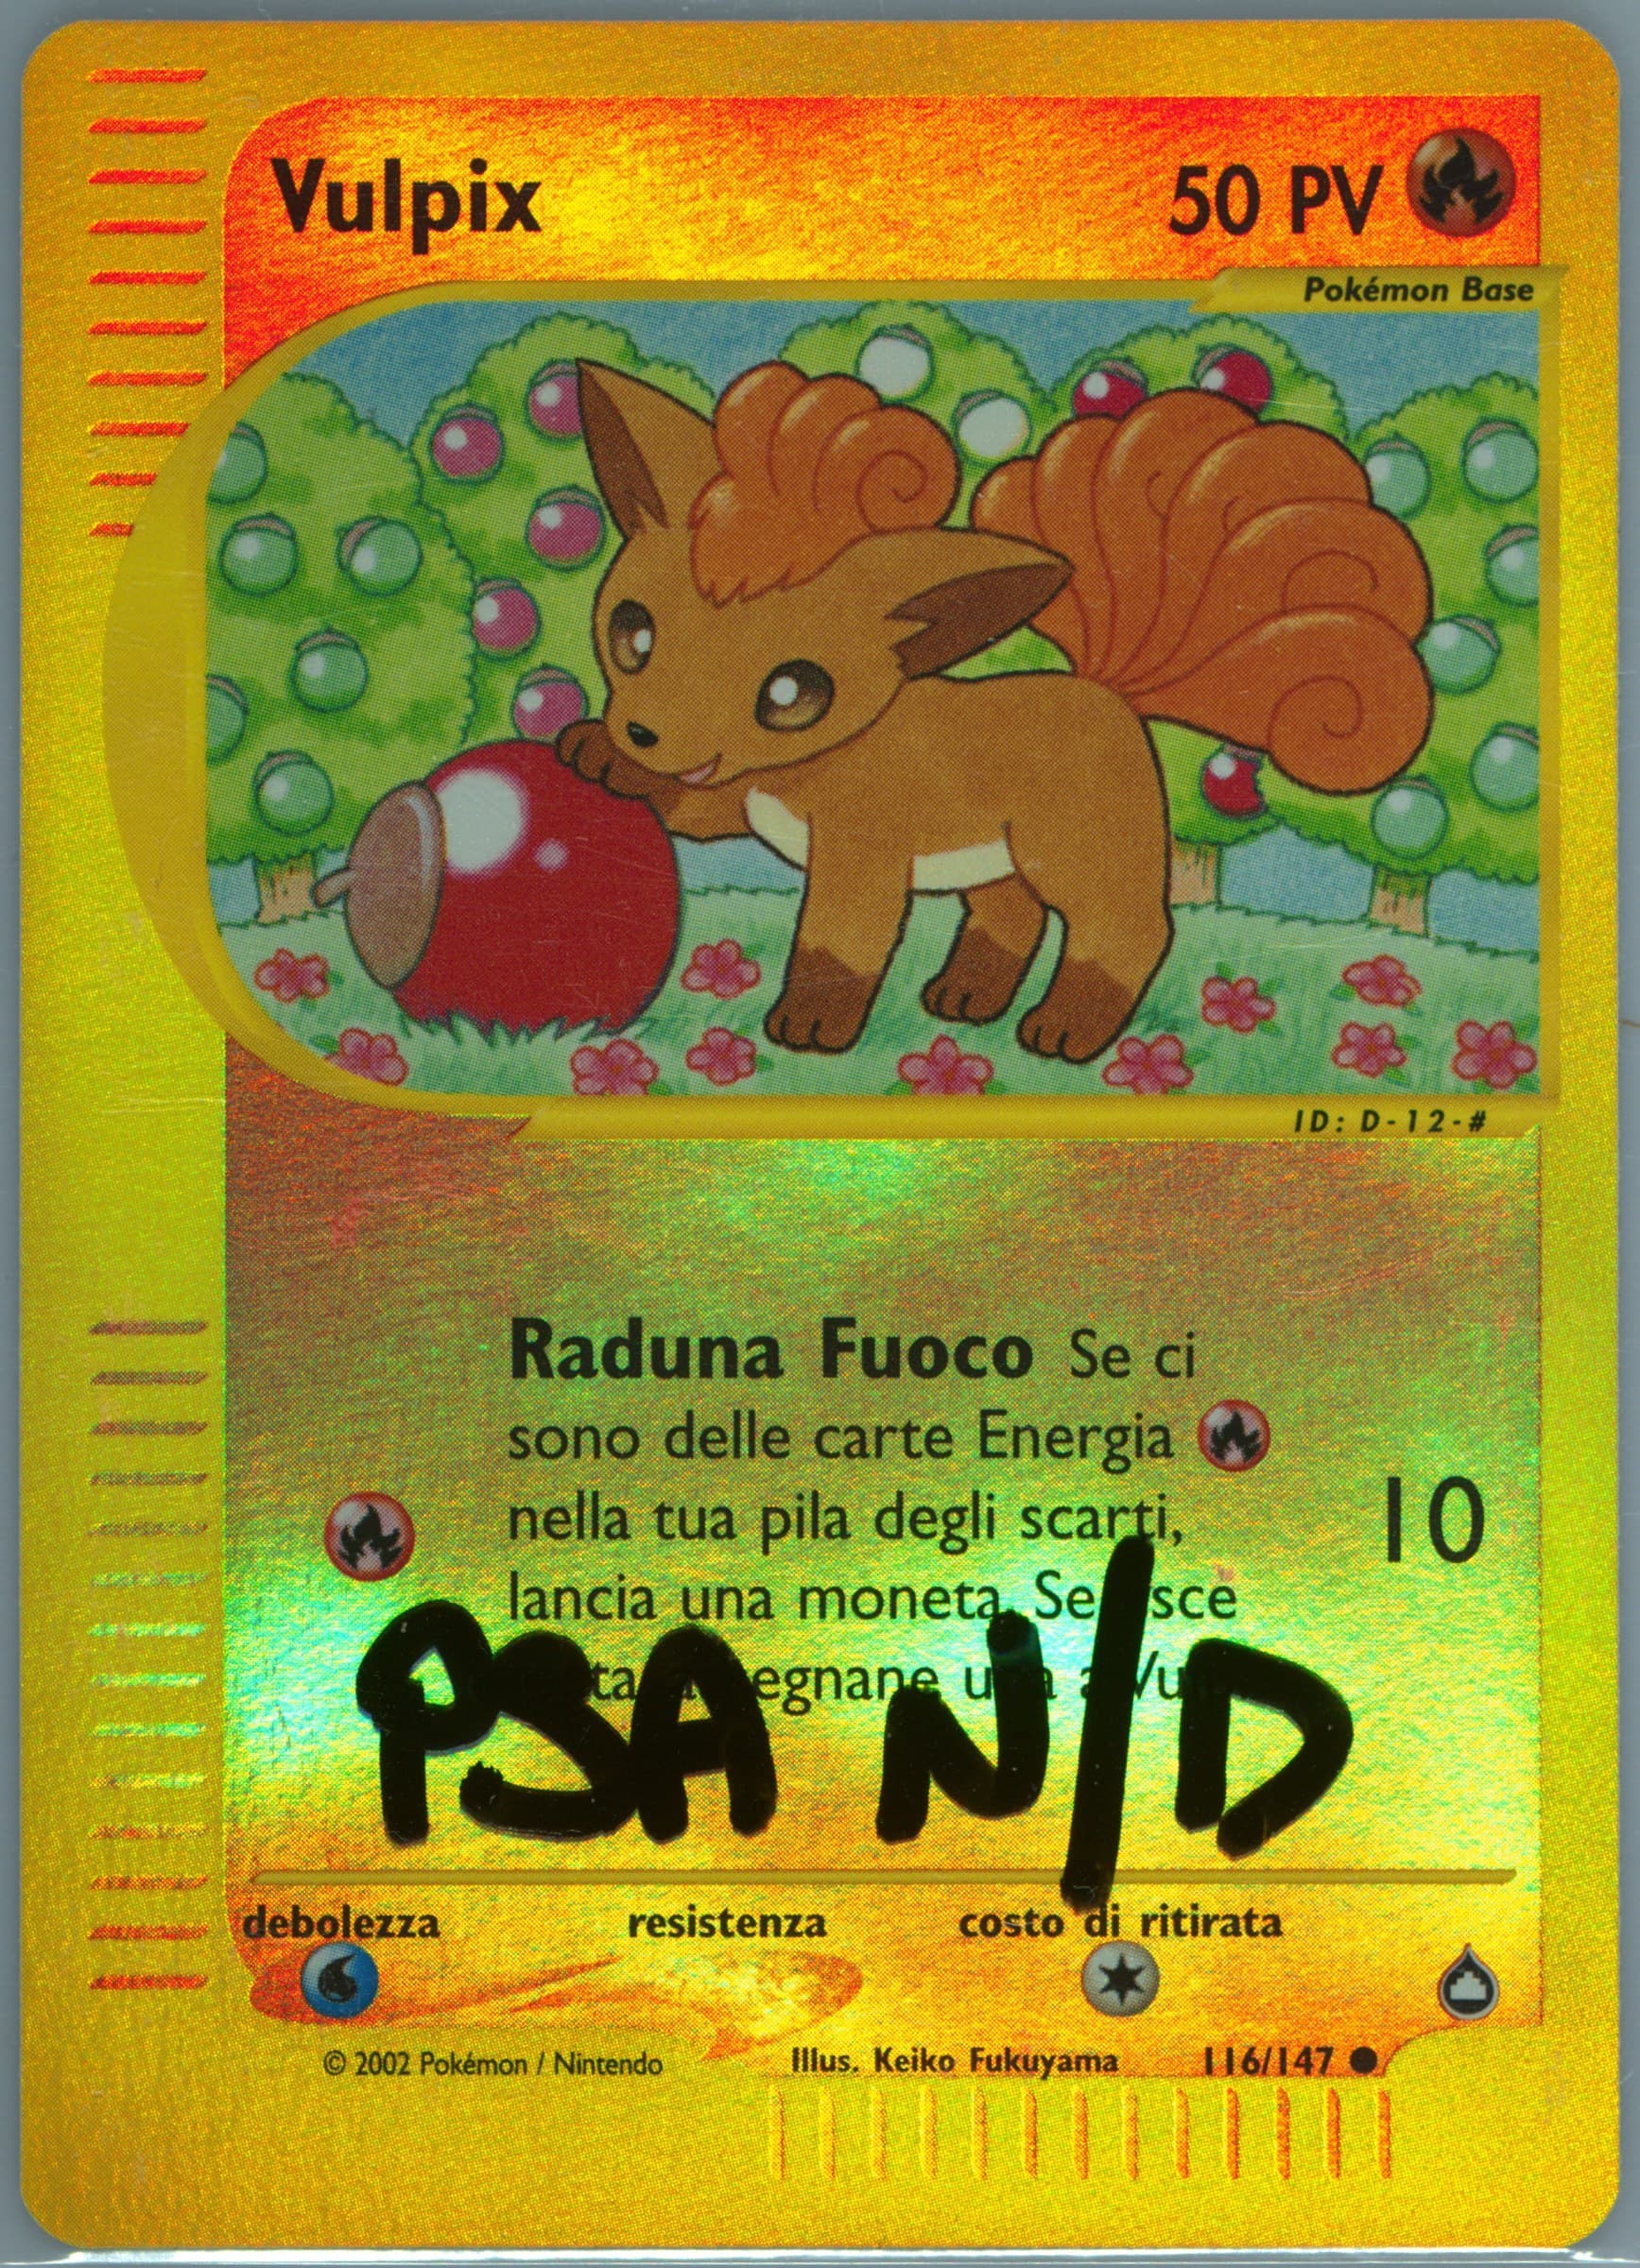 Vulpix 50 PV
Pokémon Base
ID: D-12-#
Raduna Fuoco Se ci
sono delle carte Energia
nella tua pila degli scarti,
10
lancia una moneta. Se
PSA N/D
debolezza resistenza costo di ritirata
© 2002 Pokémon / Nintendo Illus. Keiko Fukuyama 116/147